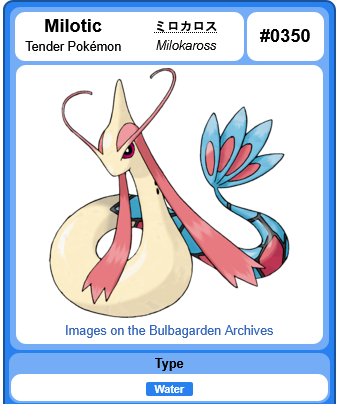 Milotic
Tender Pokémon
ミロカロス
Milokaross
#0350
Images on the Bulbagarden Archives
Type
Water